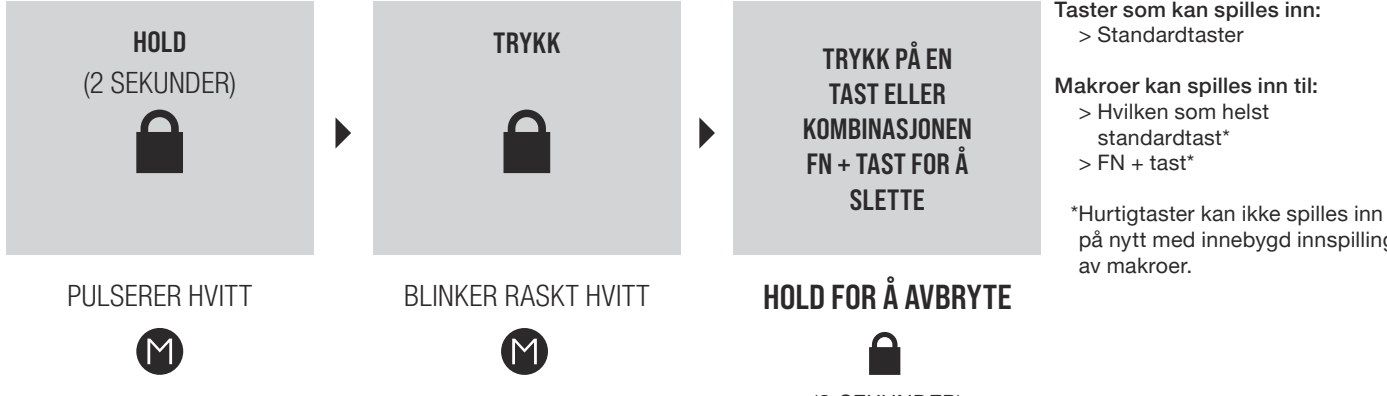 HOLD
(2 SEKUNDER)
PULSERER HVITT
M
TRYKK
BLINKER RASKT HVITT
M
TRYKK PÅ EN
TAST ELLER
KOMBINASJONEN
FN + TAST FOR Å
SLETTE
HOLD FOR Å AVBRYTE
Taster som kan spilles inn:
> Standardtaster
Makroer kan spilles inn til:
> Hvilken som helst
standardtast*
> FN + tast*
*Hurtigtaster kan ikke spilles inn
på nytt med innebygd innspilling
av makroer.